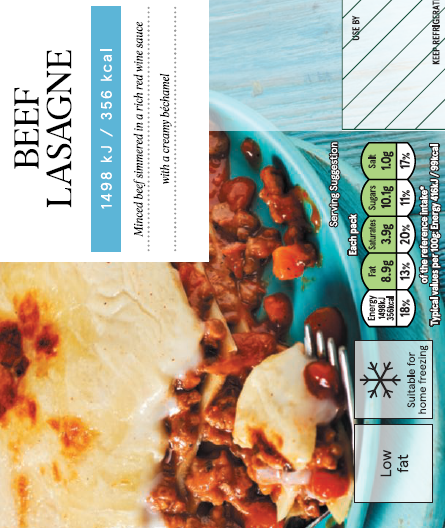 BEEF
LASAGNE
1498 kJ / 356 kcal
Minced beef simmered in a rich red wine sauce
with a creamy béchamel
USE BY
KEEP REFRIGERAT
Serving Suggestion
Each pack
Energy
1498kJ
356kcal
18%
Fat
8.9g
13%
Saturates
3.9g
20%
Sugars
10.1g
11%
Salt
1.0g
17%
of the reference intake*
Typical values per 100g: Energy 416kJ / 99kcal
Suitable for
home freezing
Low
fat